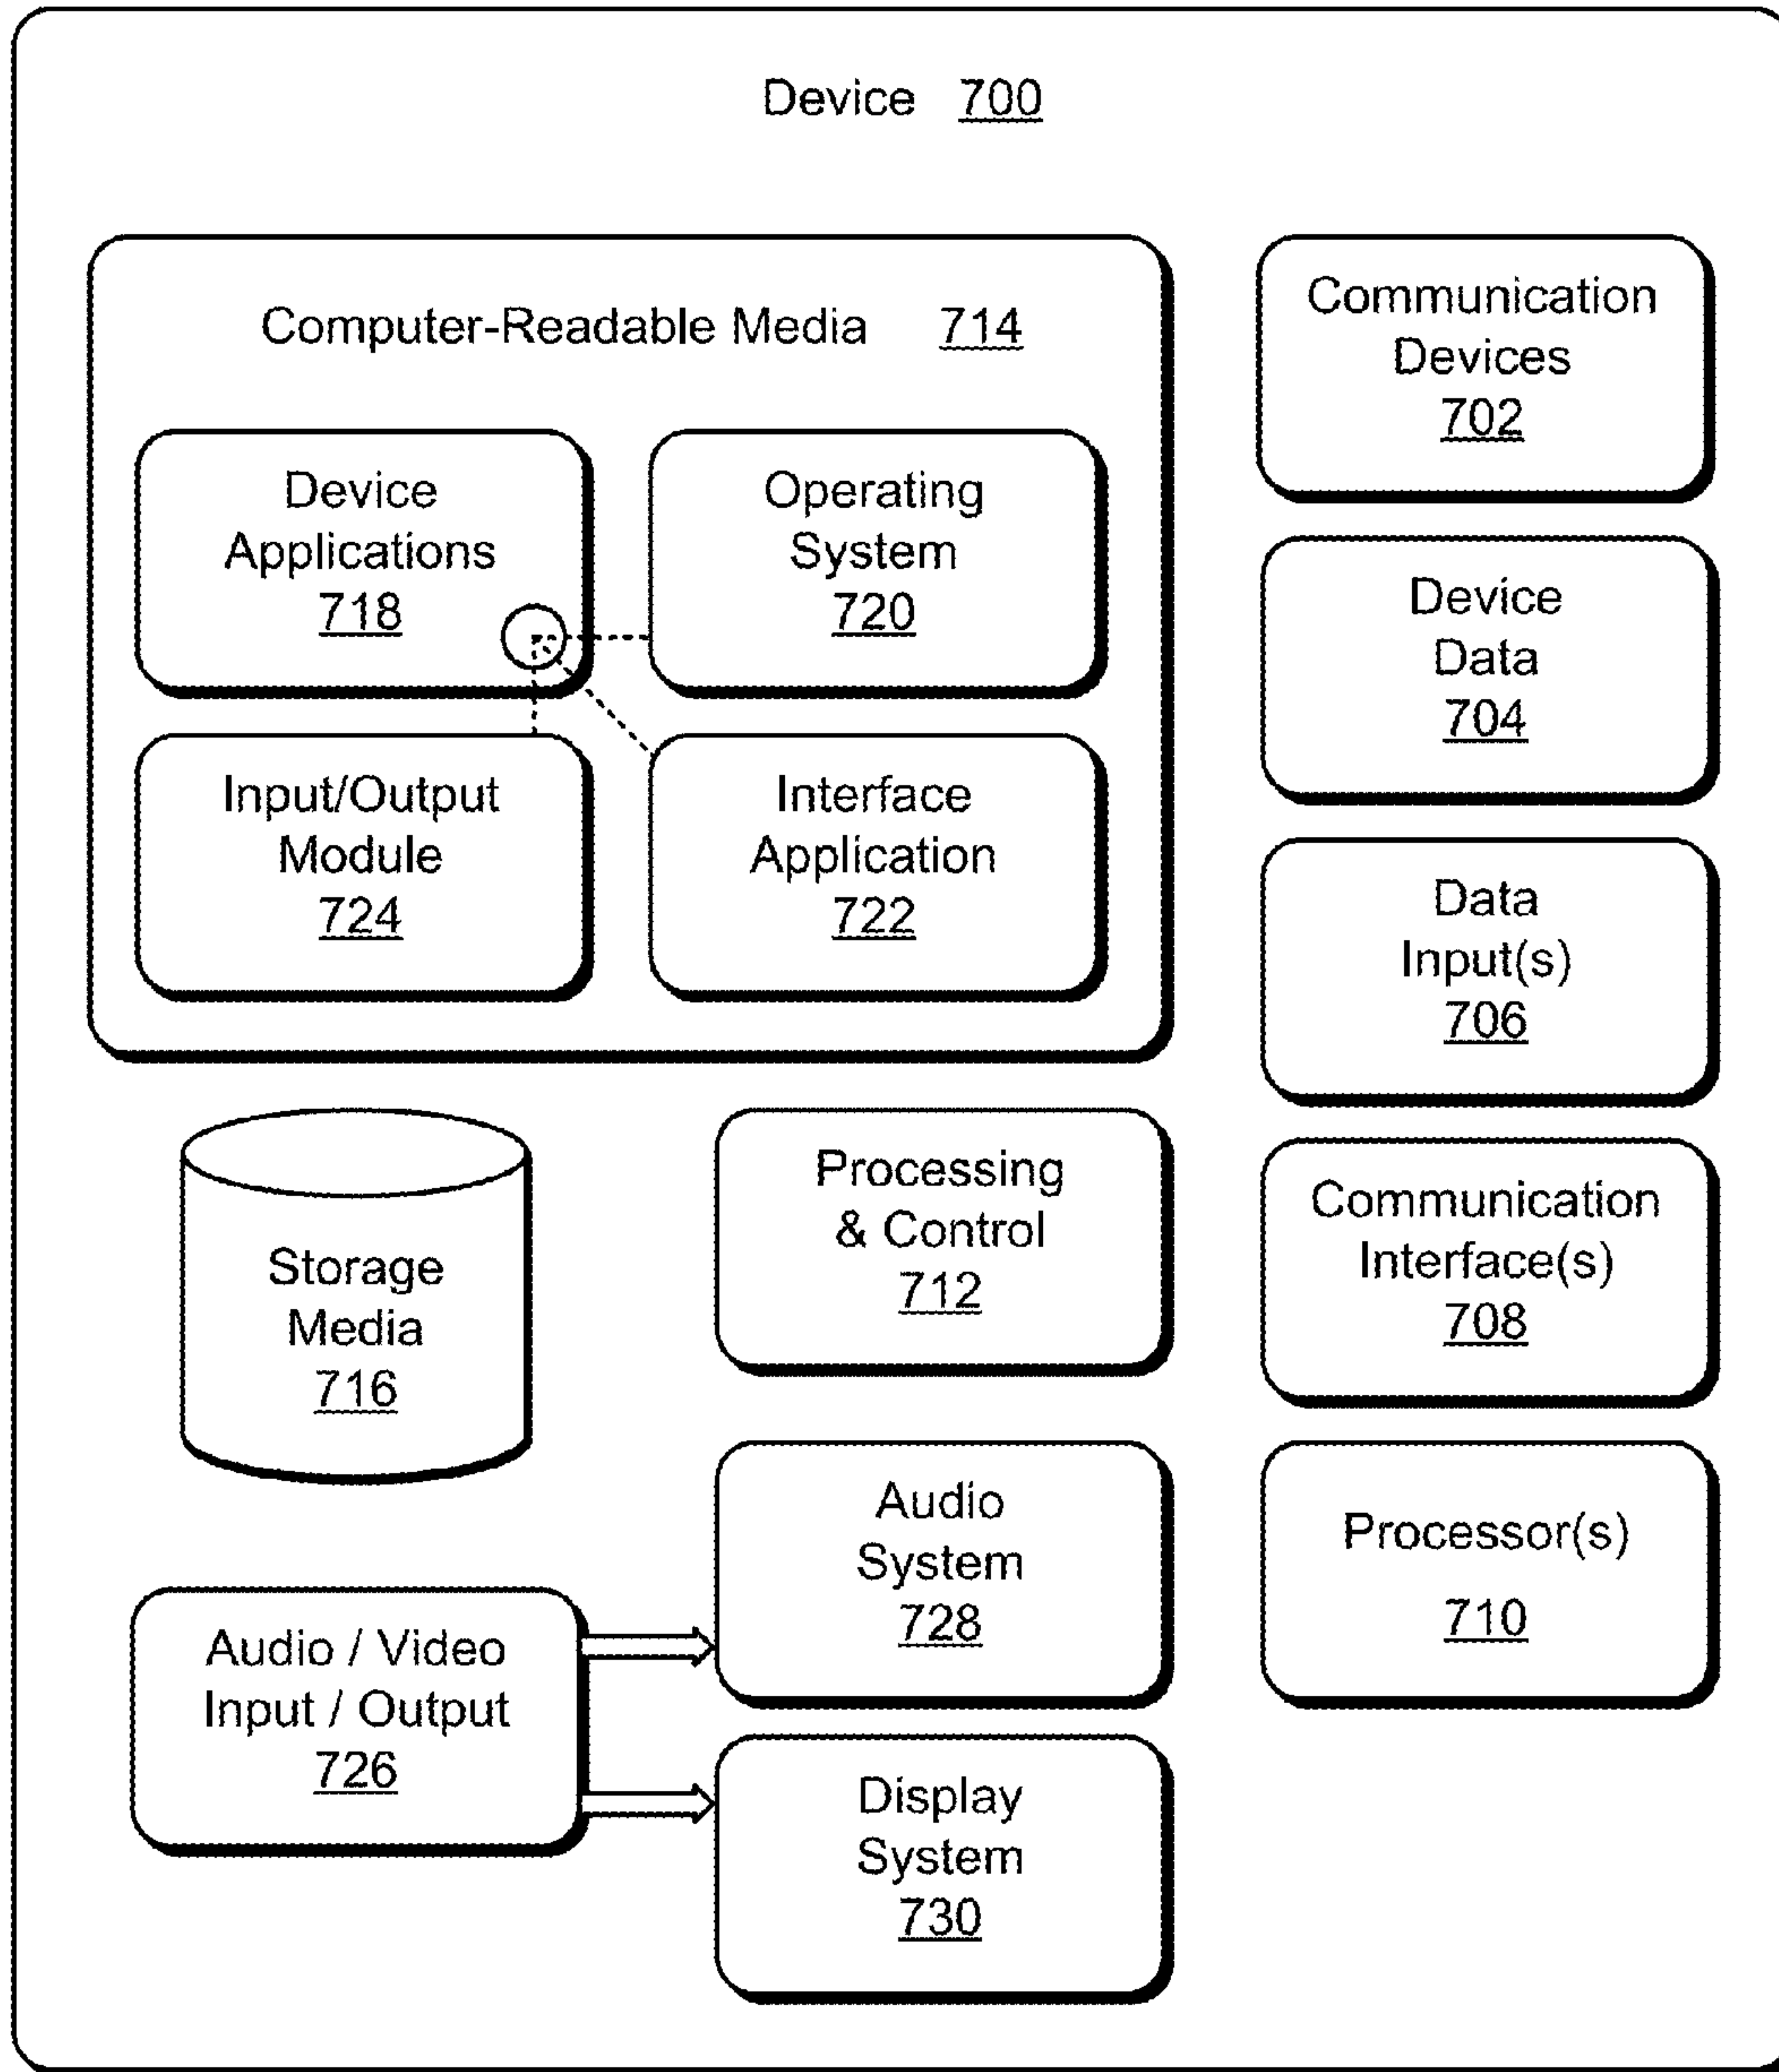 Device 700
Computer-Readable Media 714
Device
Applications
718
Operating
System
720
Input/Output
Module
724
Interface
Application
722
Storage
Media
716
Processing
& Control
712
Audio / Video
Input / Output
726
Audio
System
728
Display
System
730
Communication
Devices
702
Device
Data
704
Data
Input(s)
706
Communication
Interface(s)
708
Processor(s)
710